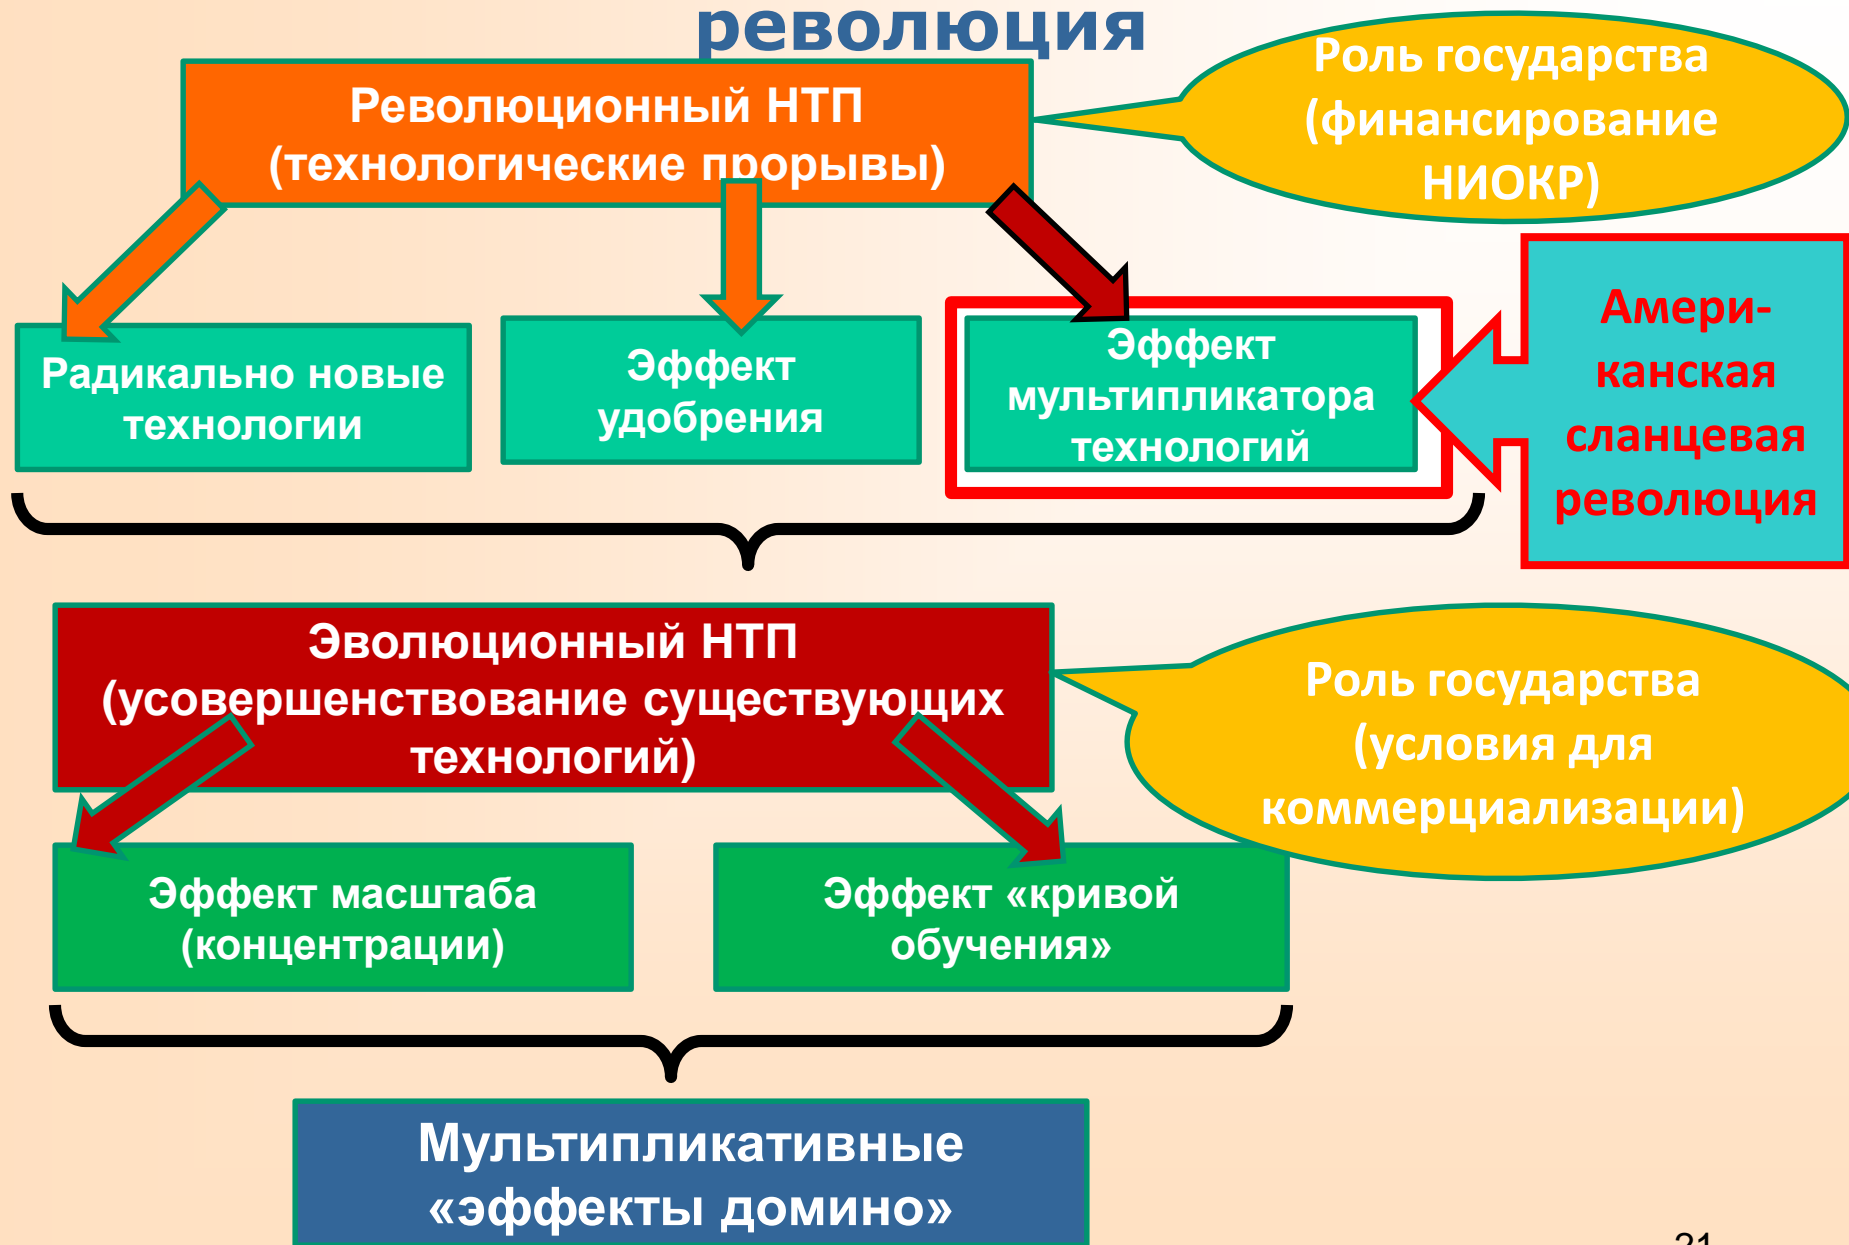 революция
Революционный НТП
(технологические прорывы)
Роль государства
(финансирование
НИОКР)
Радикально новые
технологии
Эффект
удобрения
Эффект
мультипликатора
технологий
Амери-
канская
сланцевая
революция
Эволюционный НТП
(усовершенствование существующих
технологий)
Роль государства
(условия для
коммерциализации)
Эффект масштаба
(концентрации)
Эффект «кривой
обучения»
Мультипликативные
«эффекты домино»
21